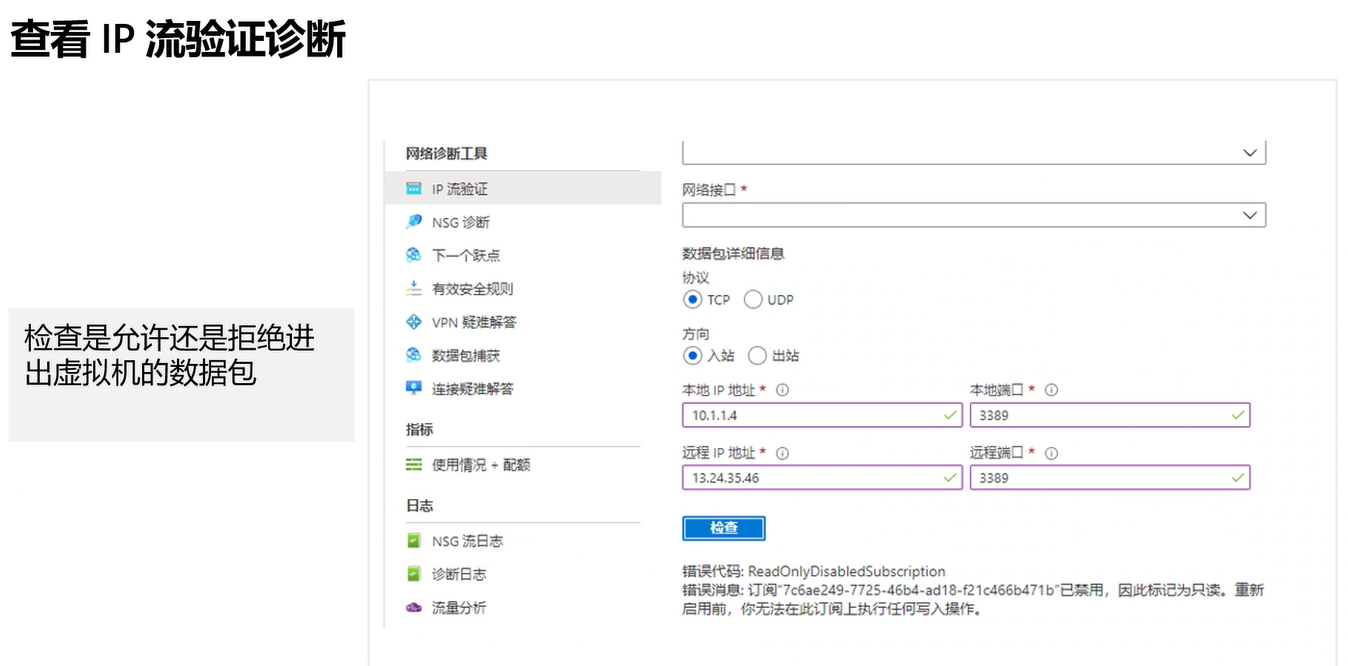 查看 IP 流验证诊断
检查是允许还是拒绝进
出虚拟机的数据包
网络诊断工具
IP 流验证
NSG 诊断
下一个跃点
有效安全规则
VPN 疑难解答
数据包捕获
连接疑难解答
指标
使用情况 + 配额
日志
NSG 流日志
诊断日志
流量分析
网络接口 *
数据包详细信息
协议
TCP UDP
方向
入站 出站
本地 IP 地址 * 本地端口 *
10.1.1.4 3389
远程 IP 地址 * 远程端口 *
13.24.35.46 3389
检查
错误代码: ReadOnlyDisabledSubscription
错误消息: 订阅"7c6ae249-7725-46b4-ad18-f21c466b471b"已禁用，因此标记为只读。重新
启用前，你无法在此订阅上执行任何写入操作。